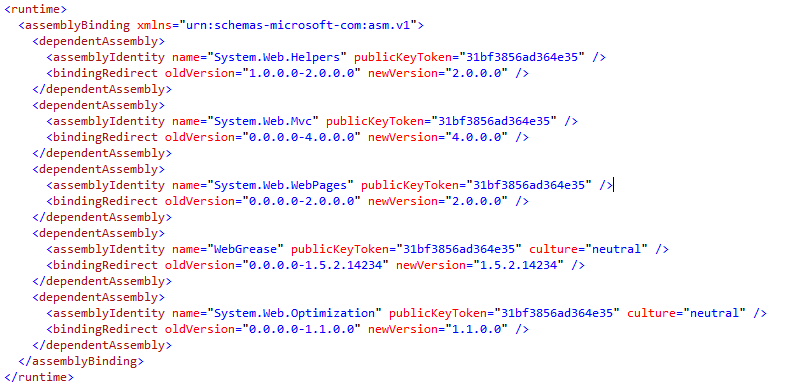 <runtime>
<assemblyBinding xmlns="urn:schemas-microsoft-com:asm.v1">
<dependentAssembly>
<assemblyIdentity name="System.Web.Helpers" publicKeyToken="31bf3856ad364e35" />
<bindingRedirect oldVersion="1.0.0.0-2.0.0.0" newVersion="2.0.0.0" />
</dependentAssembly>
<dependentAssembly>
<assemblyIdentity name="System.Web.Mvc" publicKeyToken="31bf3856ad364e35" />
<bindingRedirect oldVersion="0.0.0.0-4.0.0.0" newVersion="4.0.0.0" />
</dependentAssembly>
<dependentAssembly>
<assemblyIdentity name="System.Web.WebPages" publicKeyToken="31bf3856ad364e35" />
<bindingRedirect oldVersion="0.0.0.0-2.0.0.0" newVersion="2.0.0.0" />
</dependentAssembly>
<dependentAssembly>
<assemblyIdentity name="WebGrease" publicKeyToken="31bf3856ad364e35" culture="neutral" />
<bindingRedirect oldVersion="0.0.0.0-1.5.2.14234" newVersion="1.5.2.14234" />
</dependentAssembly>
<dependentAssembly>
<assemblyIdentity name="System.Web.Optimization" publicKeyToken="31bf3856ad364e35" culture="neutral" />
<bindingRedirect oldVersion="0.0.0.0-1.1.0.0" newVersion="1.1.0.0" />
</dependentAssembly>
</assemblyBinding>
</runtime>